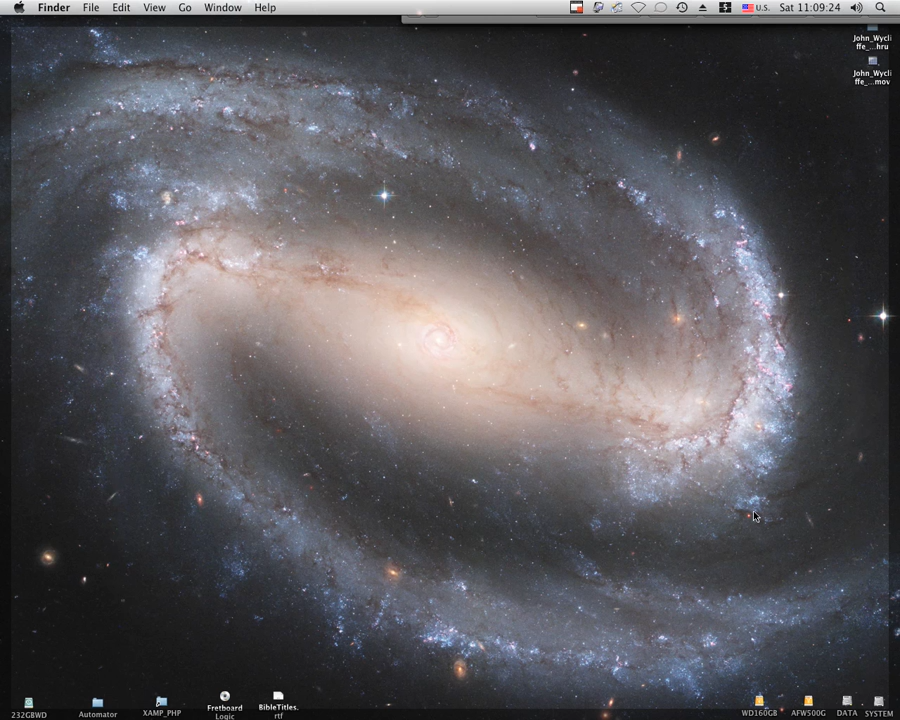 Finder File Edit View Go Window Help U.S. Sat 11:09:24
John_Wycli
ffe_...hru
John_Wycli
ffe_...mov
232GBWD Automator XAMP_PHP Fretboard Logic BibleTitles.rtf WD160GB AFW500G DATA SYSTEM